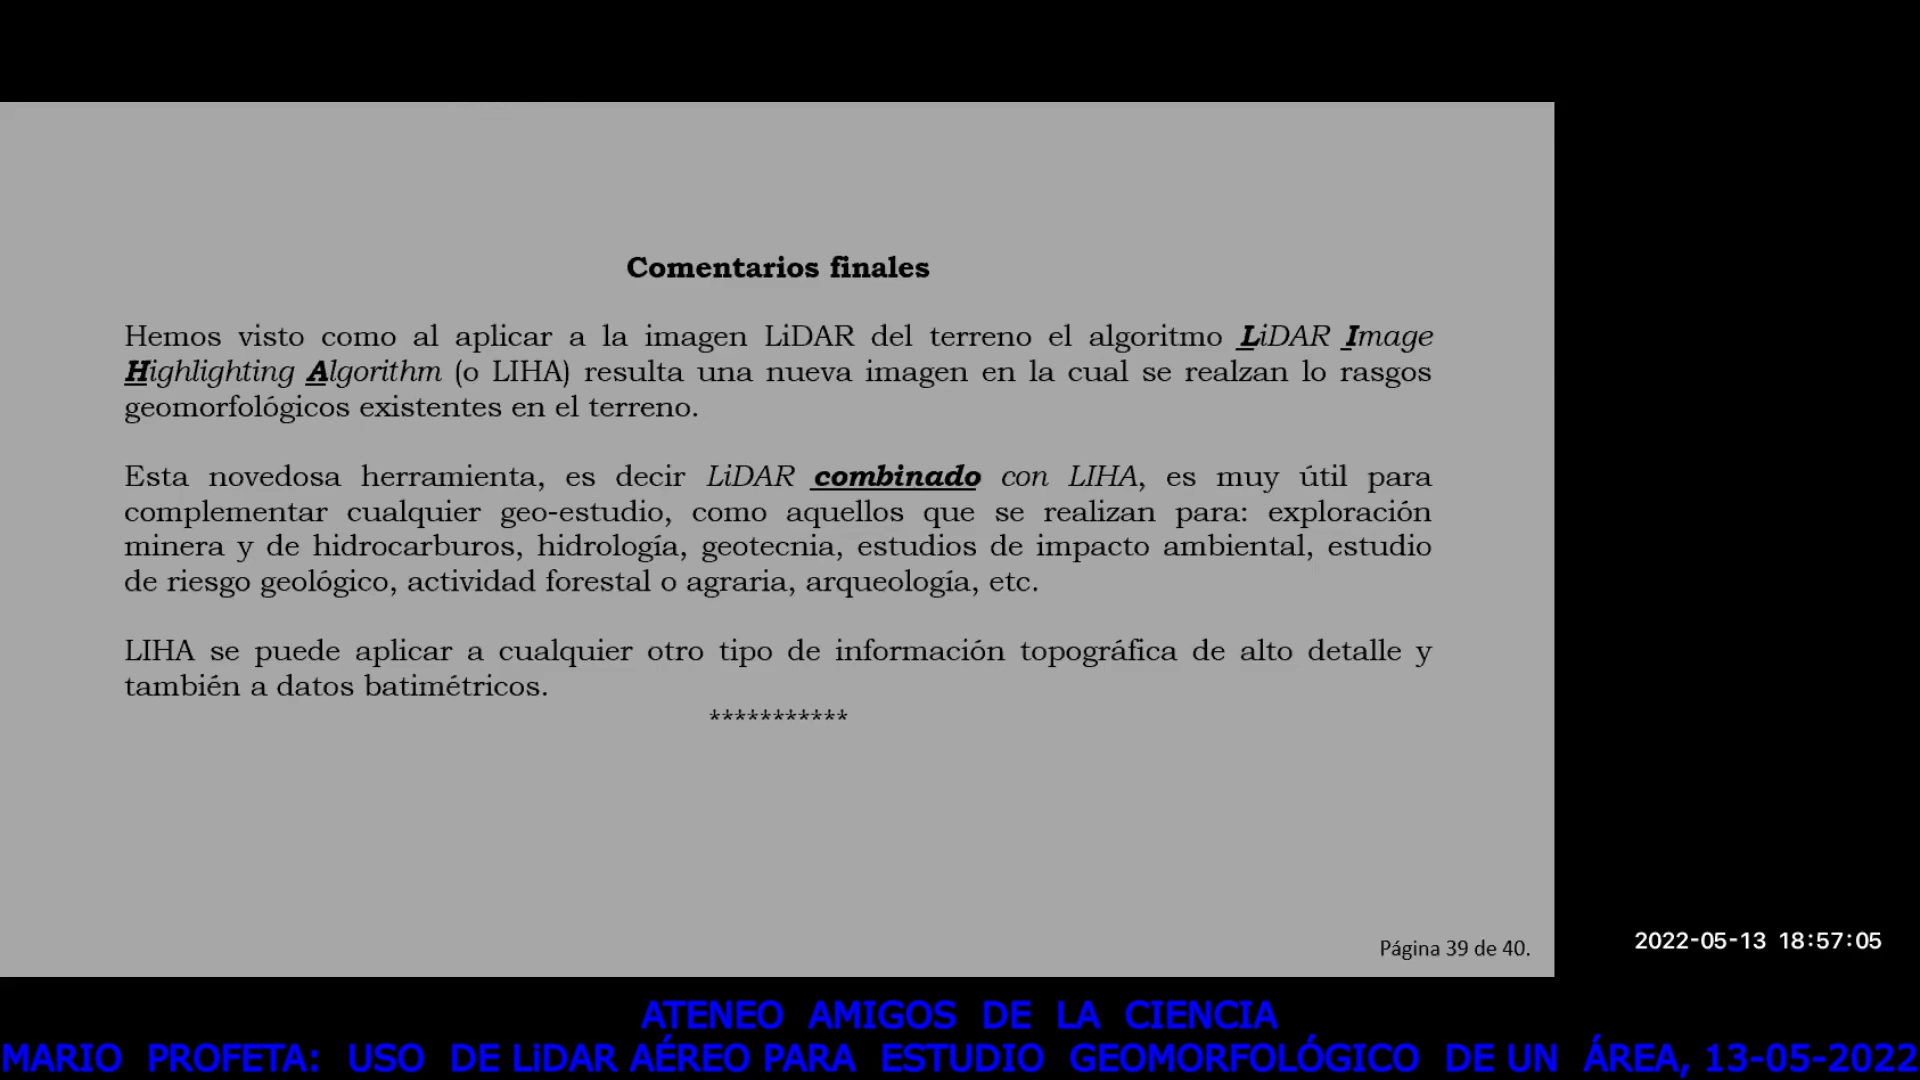 Comentarios finales
Hemos visto como al aplicar a la imagen LiDAR del terreno el algoritmo LiDAR Image
Highlighting Algorithm (o LIHA) resulta una nueva imagen en la cual se realzan lo rasgos
geomorfológicos existentes en el terreno.
Esta novedosa herramienta, es decir LiDAR combinado con LIHA, es muy útil para
complementar cualquier geo-estudio, como aquellos que se realizan para: exploración
minera y de hidrocarburos, hidrología, geotecnia, estudios de impacto ambiental, estudio
de riesgo geológico, actividad forestal o agraria, arqueología, etc.
LIHA se puede aplicar a cualquier otro tipo de información topográfica de alto detalle y
también a datos batimétricos.
***********
Página 39 de 40.
2022-05-13 18:57:05
ATENEO AMIGOS DE LA CIENCIA
MARIO PROFETA: USO DE LiDAR AÉREO PARA ESTUDIO GEOMORFOLÓGICO DE UN ÁREA, 13-05-2022